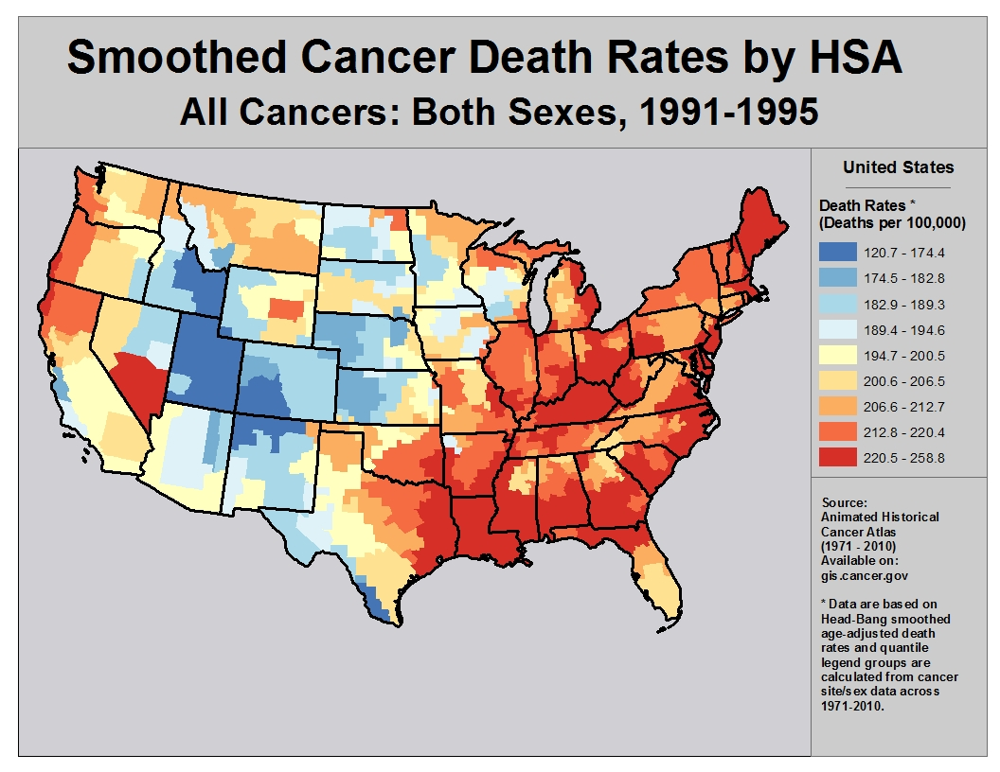 Smoothed Cancer Death Rates by HSA
All Cancers: Both Sexes, 1991-1995
United States
Death Rates *
(Deaths per 100,000)
120.7 - 174.4
174.5 - 182.8
182.9 - 189.3
189.4 - 194.6
194.7 - 200.5
200.6 - 206.5
206.6 - 212.7
212.8 - 220.4
220.5 - 258.8
Source:
Animated Historical
Cancer Atlas
(1971 - 2010)
Available on:
gis.cancer.gov
* Data are based on
Head-Bang smoothed
age-adjusted death
rates and quantile
legend groups are
calculated from cancer
site/sex data across
1971-2010.